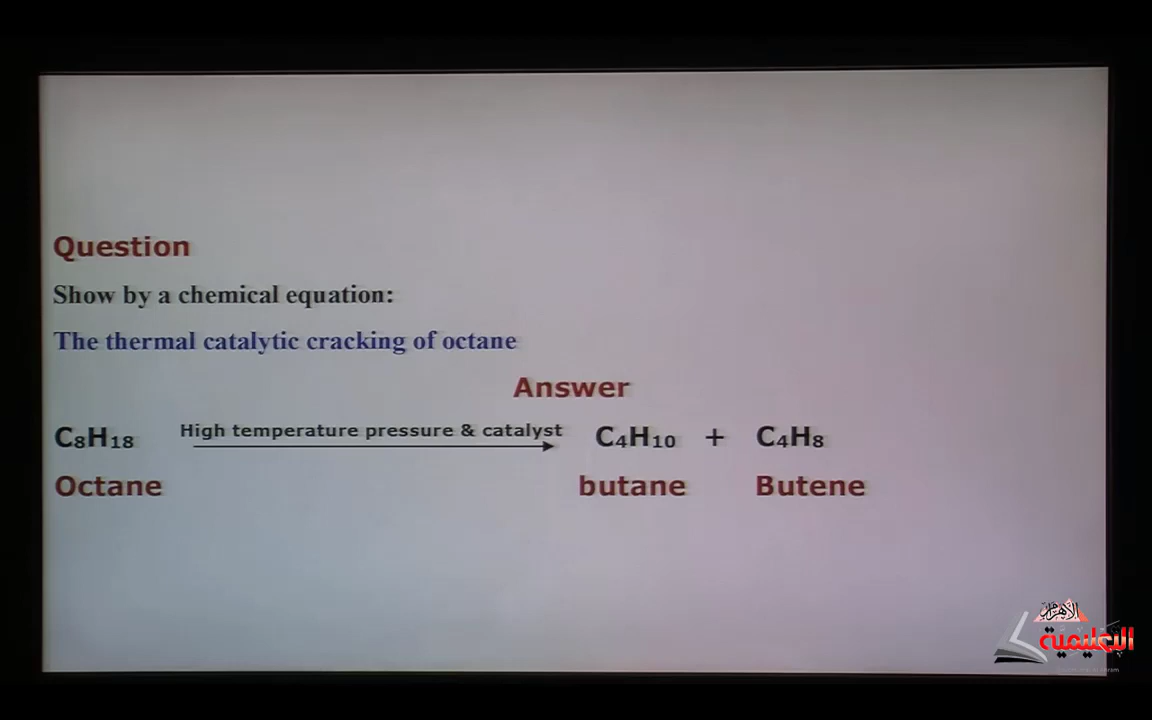 Question
Show by a chemical equation:
The thermal catalytic cracking of octane
Answer
C₈H₁₈ High temperature pressure & catalyst C₄H₁₀ + C₄H₈
Octane butane Butene
الأهرام
التعليمية